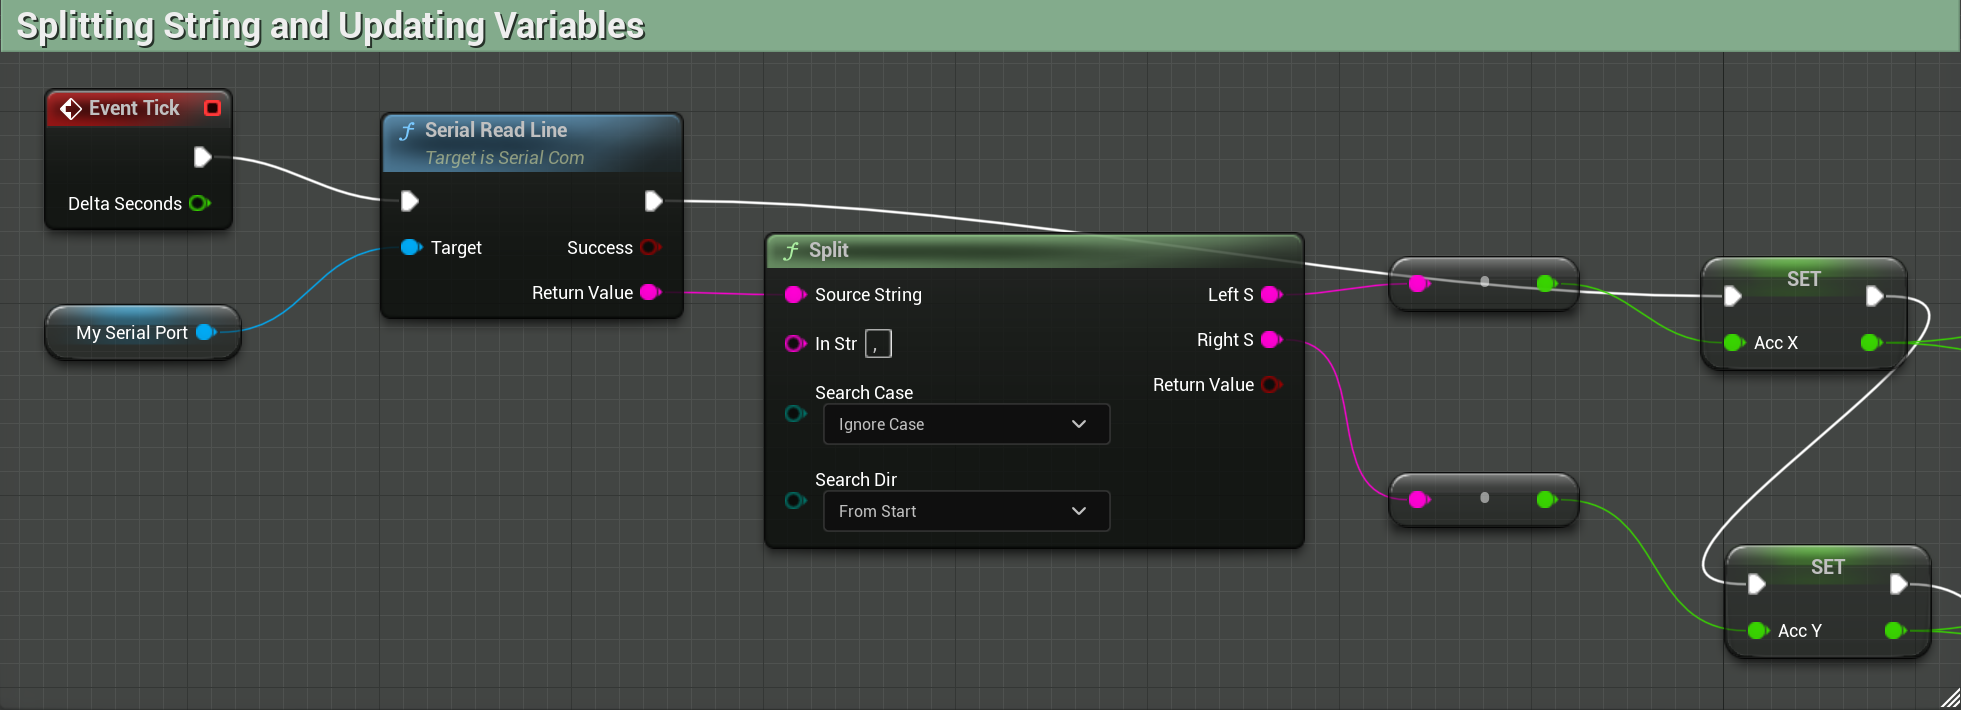 Splitting String and Updating Variables
Event Tick
Delta Seconds
My Serial Port
Serial Read Line
Target is Serial Com
Target
Success
Return Value
Split
Source String
Left S
In Str ,
Right S
Return Value
Search Case
Ignore Case
Search Dir
From Start
SET
Acc X
SET
Acc Y